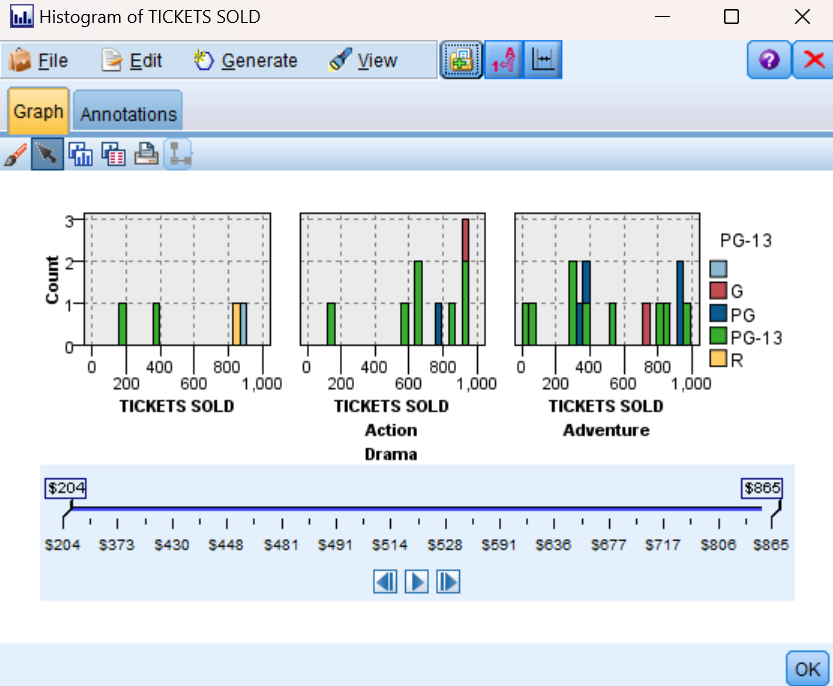 Histogram of TICKETS SOLD
File Edit Generate View
Graph Annotations
PG-13
G
PG
PG-13
R
Count
3
2
1
0
0 400 800
200 600 1,000
TICKETS SOLD
0 400 800
200 600 1,000
TICKETS SOLD
Action
Drama
0 400 800
200 600 1,000
TICKETS SOLD
Adventure
$204 $865
$204 $373 $430 $448 $481 $491 $514 $528 $591 $636 $677 $717 $806 $865
OK